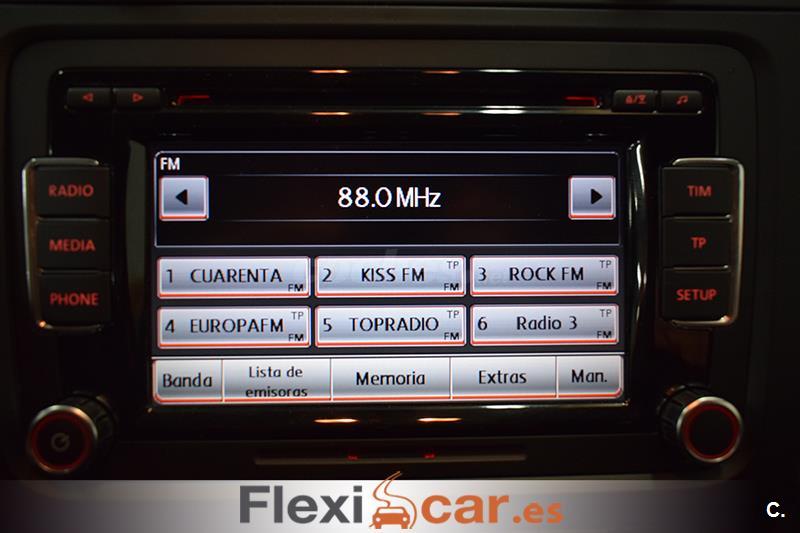 FM
88.0 MHz
RADIO
MEDIA
PHONE
TIM
TP
SETUP
1 CUARENTA FM
2 KISS FM TP FM
3 ROCK FM TP FM
4 EUROPAFM TP FM
5 TOPRADIO TP FM
6 Radio 3 TP FM
Banda
Lista de
emisoras
Memoria
Extras
Man.
Flexicar.es
C.